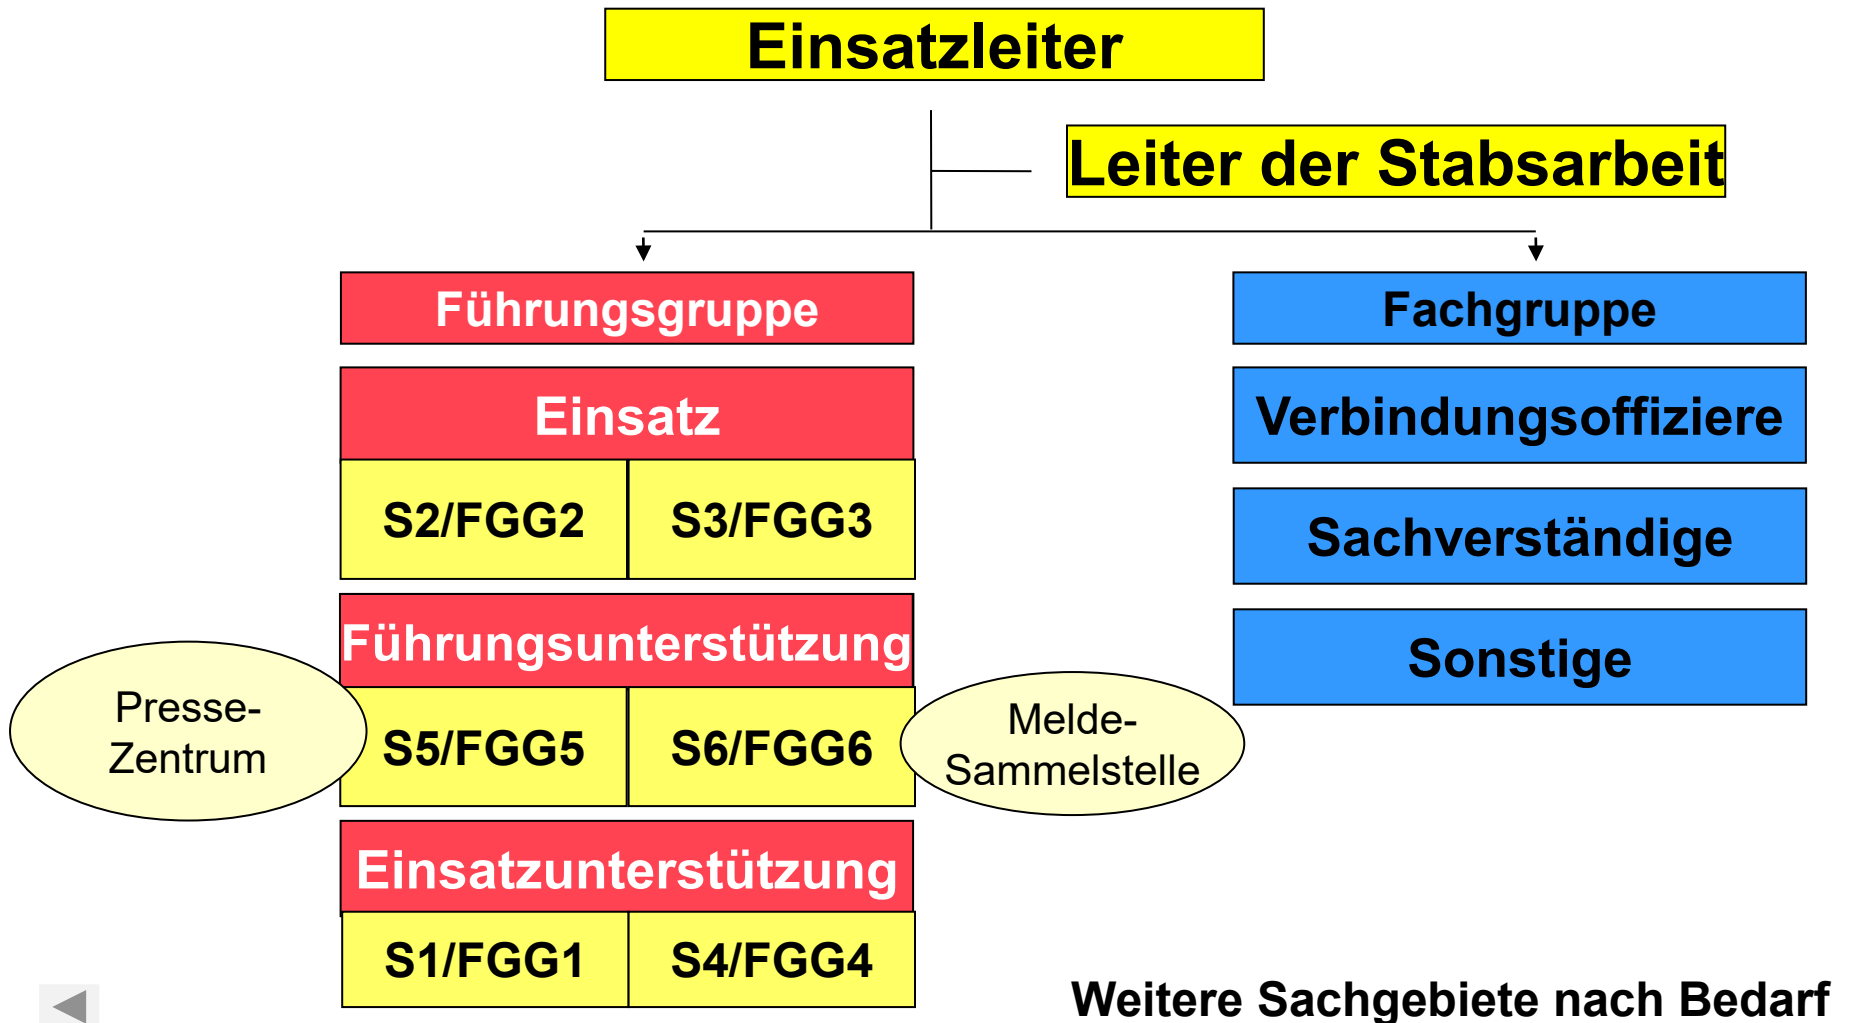 Einsatzleiter
Leiter der Stabsarbeit
Führungsgruppe
Fachgruppe
Einsatz
Verbindungsoffiziere
S2/FGG2
S3/FGG3
Sachverständige
Führungsunterstützung
Sonstige
Presse-
Zentrum
S5/FGG5
S6/FGG6
Melde-
Sammelstelle
Einsatzunterstützung
S1/FGG1
S4/FGG4
Weitere Sachgebiete nach Bedarf